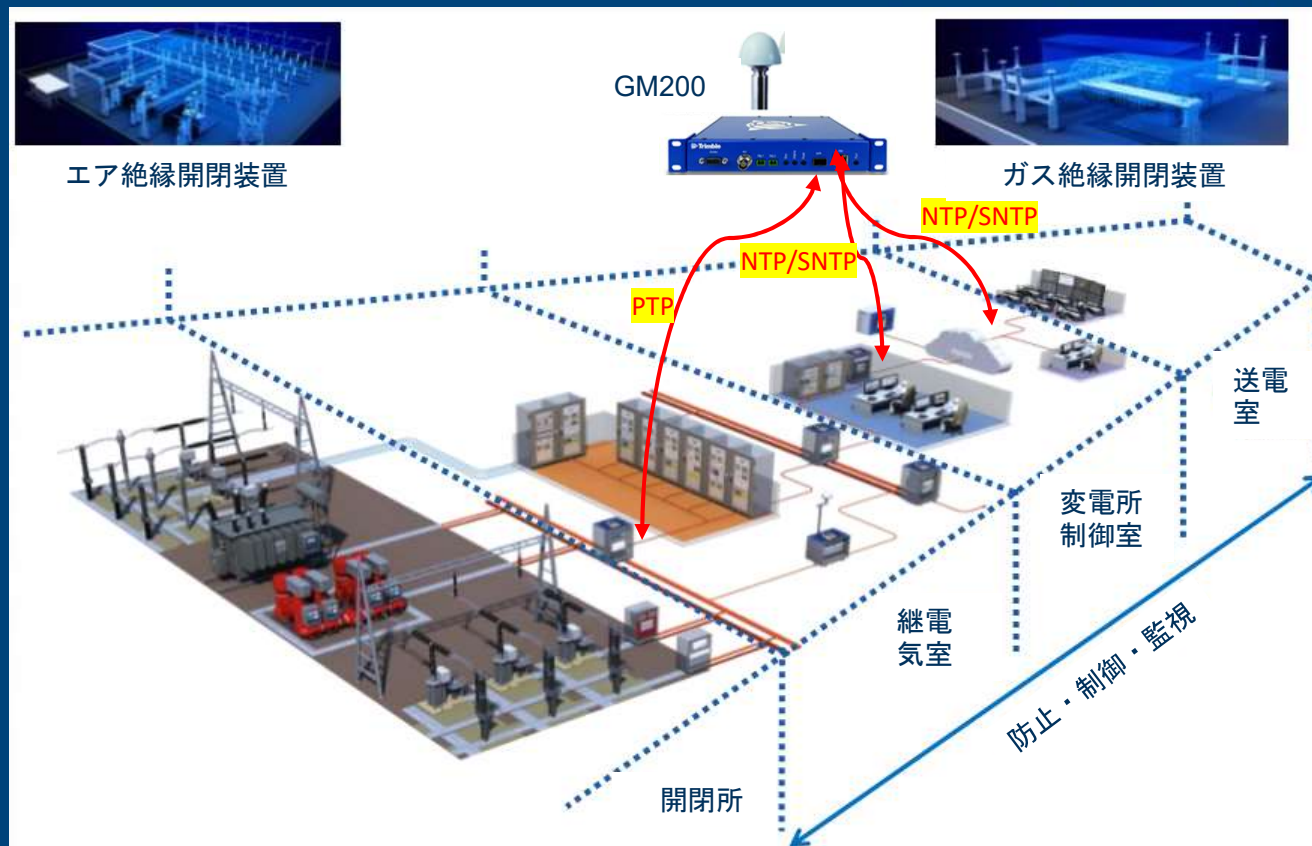 GM200
Trimble
エア絶縁開閉装置
ガス絶縁開閉装置
NTP/SNTP
NTP/SNTP
PTP
送電
室
変電所
制御室
継電
気室
防止・制御・監視
開閉所